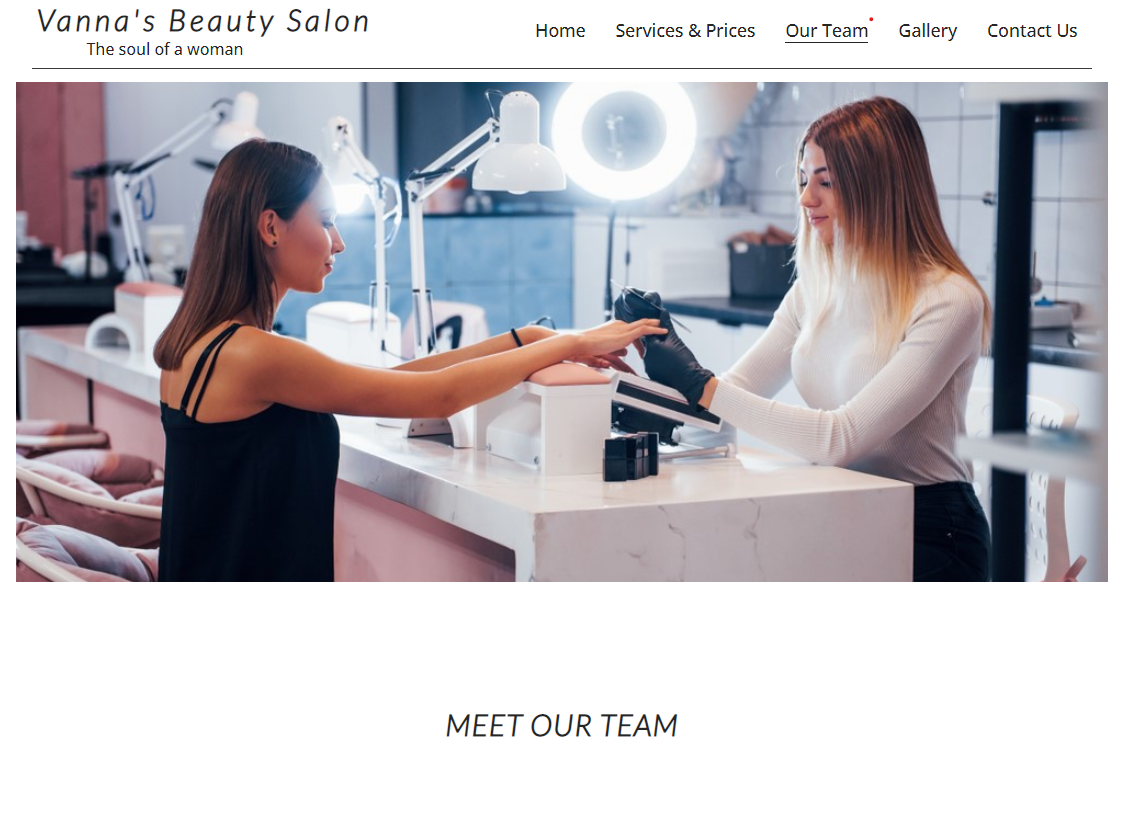 Vanna's Beauty Salon
The soul of a woman
Home Services & Prices Our Team Gallery Contact Us
MEET OUR TEAM